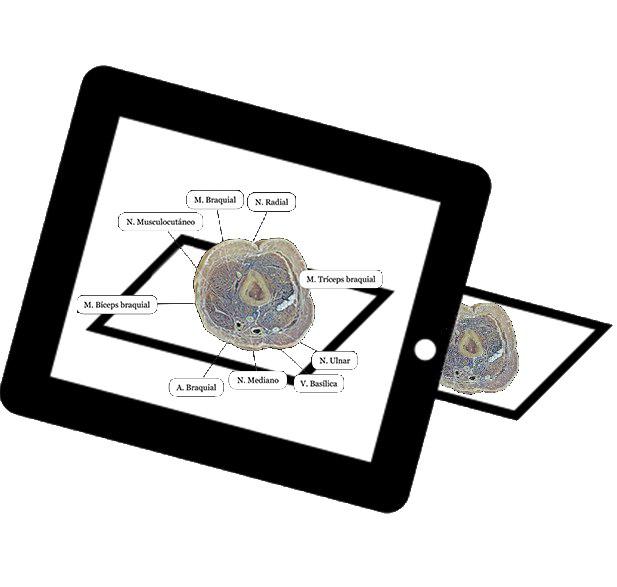 M. Braquial
N. Radial
N. Musculocutáneo
M. Tríceps braquial
M. Bíceps braquial
N. Ulnar
N. Mediano
V. Basílica
A. Braquial